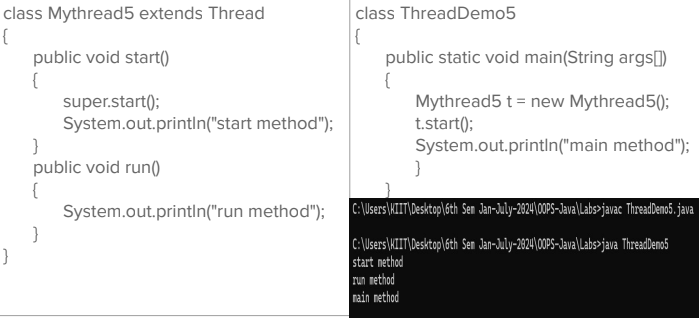 class Mythread5 extends Thread
{
public void start()
{
super.start();
System.out.println("start method");
}
public void run()
{
System.out.println("run method");
}
}
class ThreadDemo5
{
public static void main(String args[])
{
Mythread5 t = new Mythread5();
t.start();
System.out.println("main method");
}
}
C:\Users\KIIT\Desktop\6th Sem Jan-July-2024\OOPS-Java\Labs>javac ThreadDemo5.java
C:\Users\KIIT\Desktop\6th Sem Jan-July-2024\OOPS-Java\Labs>java ThreadDemo5
start method
run method
main method